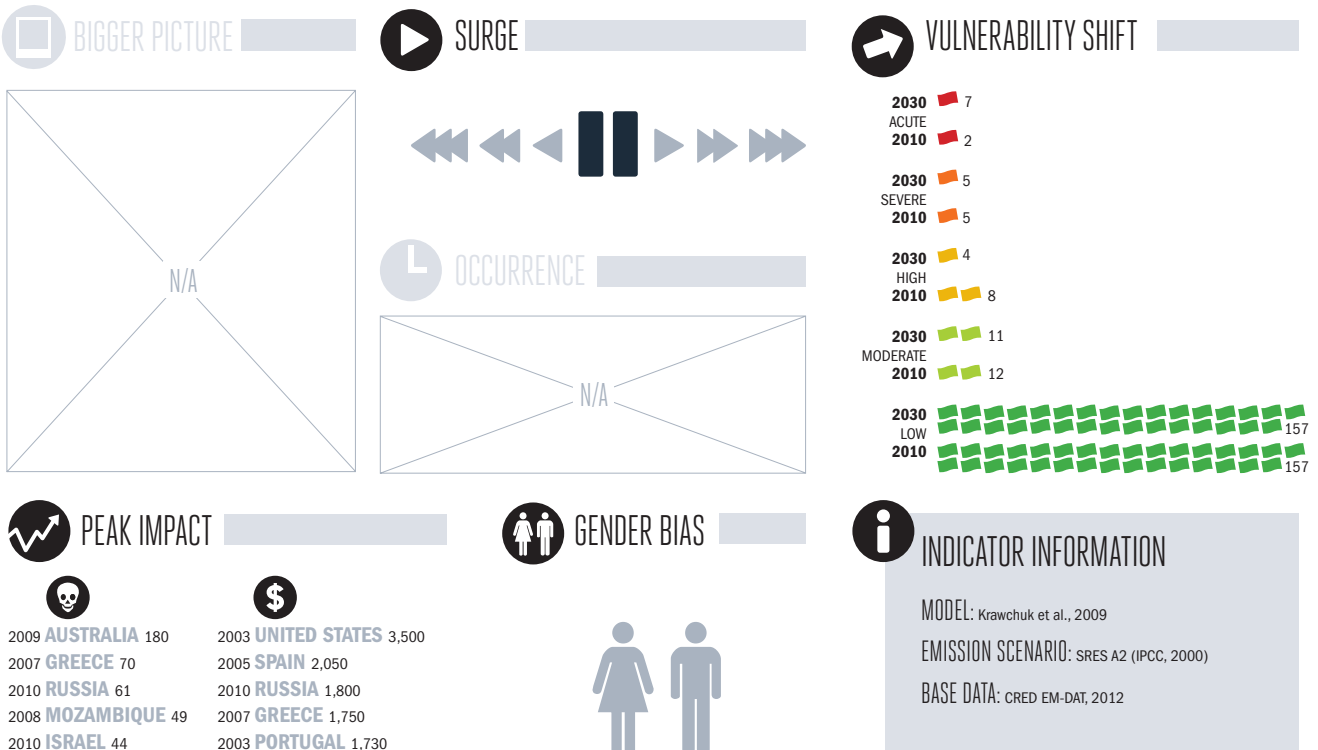 BIGGER PICTURE
N/A
SURGE
OCCURRENCE
N/A
VULNERABILITY SHIFT
2030 7
ACUTE
2010 2
2030 5
SEVERE
2010 5
2030 4
HIGH
2010 8
2030 11
MODERATE
2010 12
2030 157
LOW
2010 157
PEAK IMPACT
2009 AUSTRALIA 180
2007 GREECE 70
2010 RUSSIA 61
2008 MOZAMBIQUE 49
2010 ISRAEL 44
$
2003 UNITED STATES 3,500
2005 SPAIN 2,050
2010 RUSSIA 1,800
2007 GREECE 1,750
2003 PORTUGAL 1,730
GENDER BIAS
INDICATOR INFORMATION
MODEL: Krawchuk et al., 2009
EMISSION SCENARIO: SRES A2 (IPCC, 2000)
BASE DATA: CRED EM-DAT, 2012